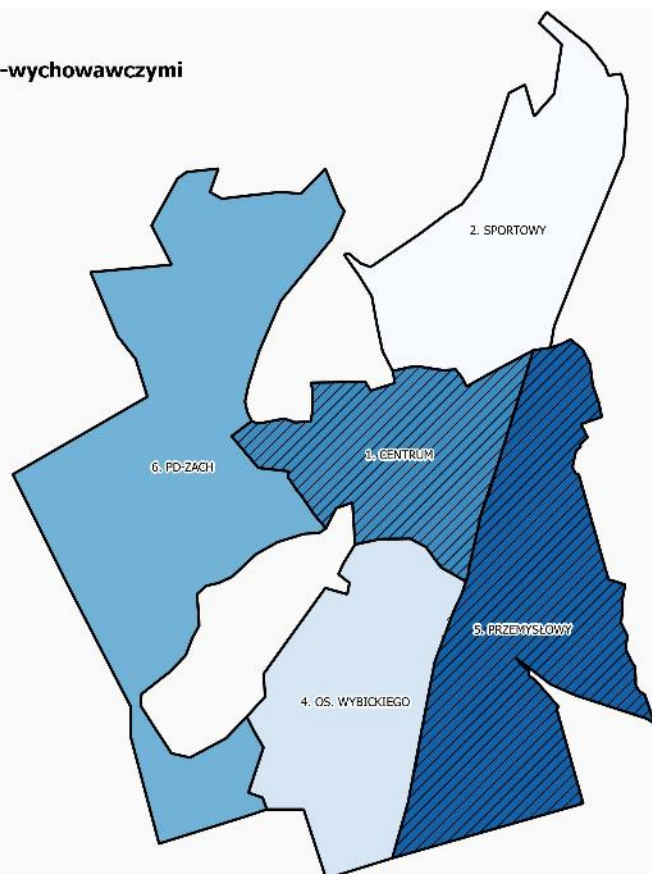 -wychowawczymi
2. SPORTOWY
1. CENTRUM
6. PD-ZACH
5. PRZEMYSŁOWY
4. OS. WYBICKIEGO